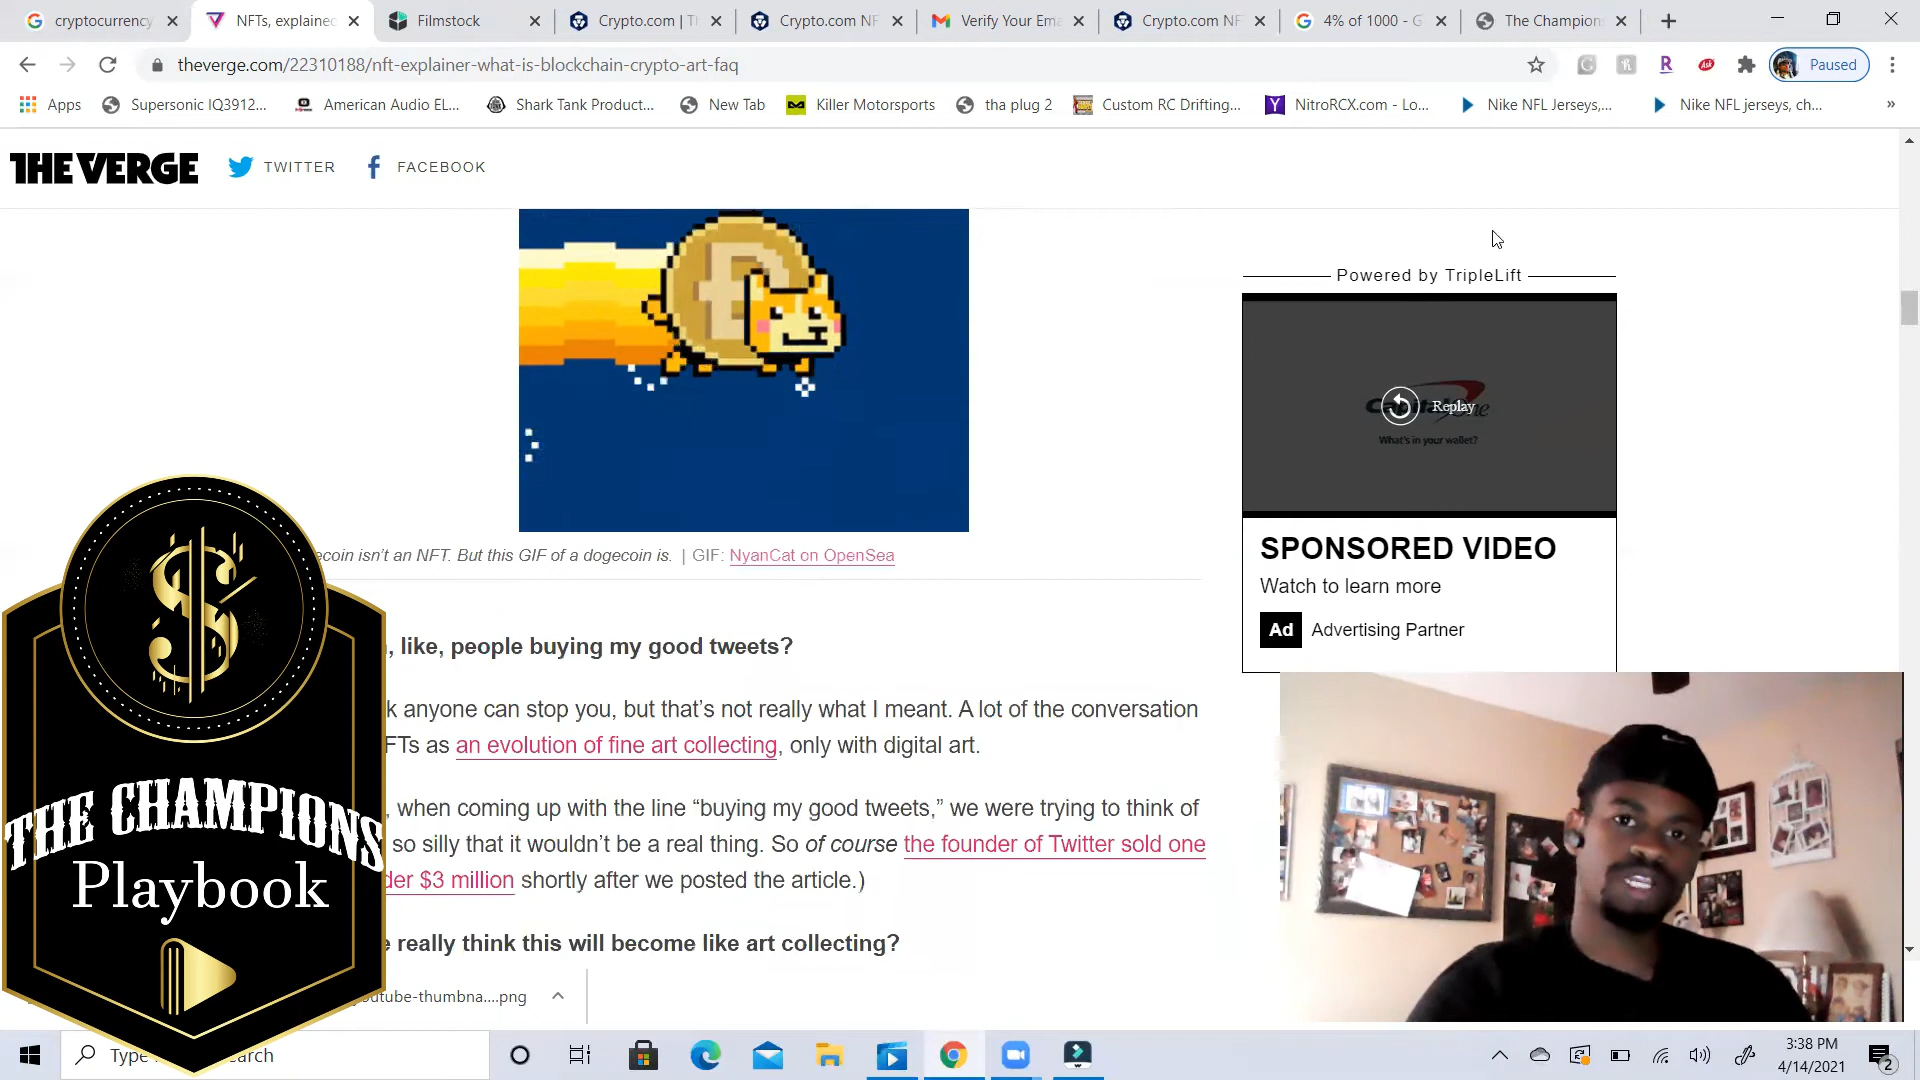 cryptocurrency
NFTs, explained
Filmstock
Crypto.com | Th
Crypto.com NF
Verify Your Ema
Crypto.com NF
4% of 1000 - G
The Champion
theverge.com/22310188/nft-explainer-what-is-blockchain-crypto-art-faq
Paused
Apps
Supersonic IQ3912...
American Audio EL...
Shark Tank Product...
New Tab
Killer Motorsports
tha plug 2
Custom RC Drifting...
NitroRCX.com - Lo...
Nike NFL Jerseys,...
Nike NFL jerseys, ch...
THE VERGE
TWITTER
FACEBOOK
Powered by TripleLift
Capital One
What's in your wallet?
Replay
SPONSORED VIDEO
Watch to learn more
Ad Advertising Partner
ecoin isn't an NFT. But this GIF of a dogecoin is. | GIF: NyanCat on OpenSea
, like, people buying my good tweets?
k anyone can stop you, but that's not really what I meant. A lot of the conversation
FTs as an evolution of fine art collecting, only with digital art.
, when coming up with the line “buying my good tweets,” we were trying to think of
so silly that it wouldn't be a real thing. So of course the founder of Twitter sold one
der $3 million shortly after we posted the article.)
e really think this will become like art collecting?
THE CHAMPIONS
Playbook
outube-thumbna....png
Type
earch
3:38 PM
4/14/2021
2